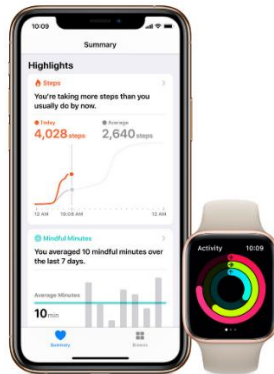 10:09
Summary
Highlights
Steps
You're taking more steps than you
usually do by now.
Today
Average
4,028 steps
2,640 steps
12 AM
10:09 AM
12 AM
Mindful Minutes
You averaged 10 mindful minutes over
the last 7 days.
Average Minutes
10 min
Summary
Browse
Activity
10:09